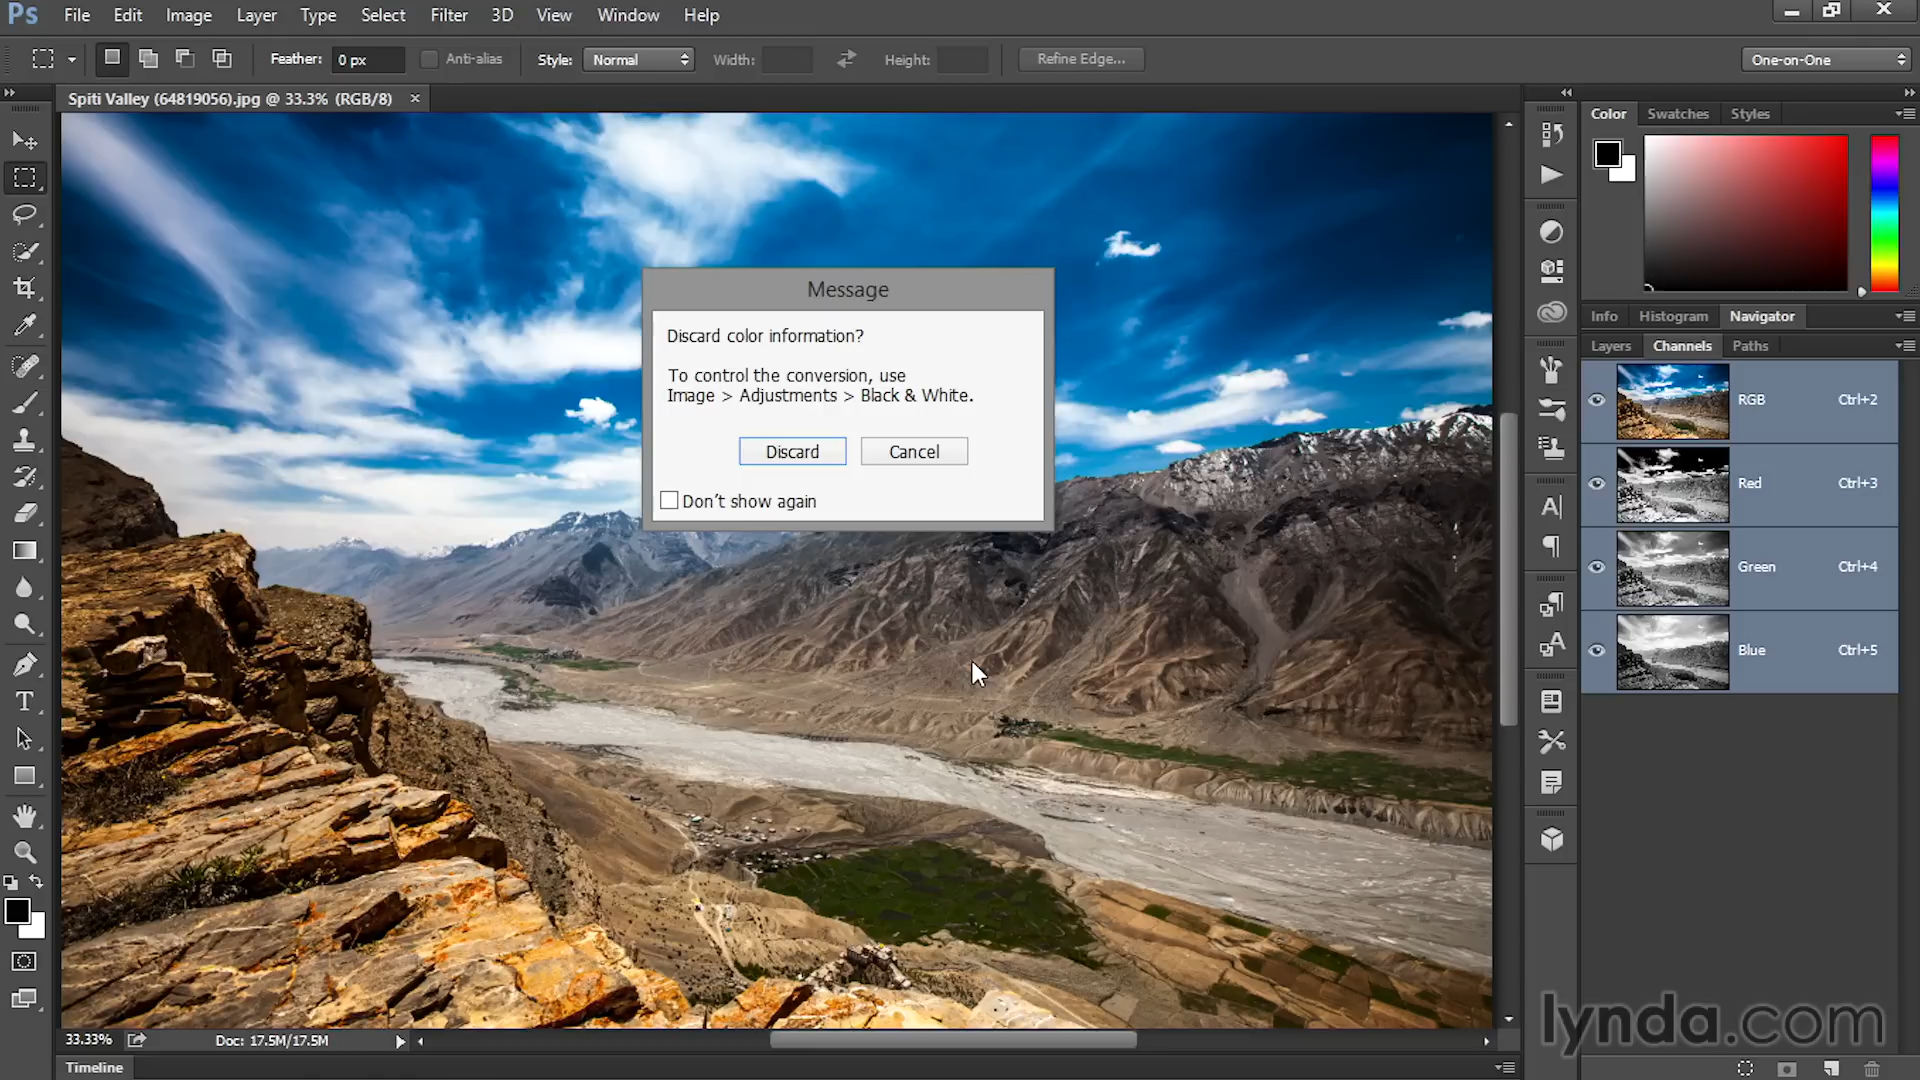 Ps File Edit Image Layer Type Select Filter 3D View Window Help
Feather: 0 px Anti-alias Style: Normal Width: Height: Refine Edge... One-on-One
Spiti Valley (64819056).jpg @ 33.3% (RGB/8) ×
Color Swatches Styles
Message
Discard color information?
To control the conversion, use
Image > Adjustments > Black & White.
Discard Cancel
Don't show again
Info Histogram Navigator
Layers Channels Paths
RGB Ctrl+2
Red Ctrl+3
Green Ctrl+4
Blue Ctrl+5
33.33% Doc: 17.5M/17.5M
Timeline
lynda.com